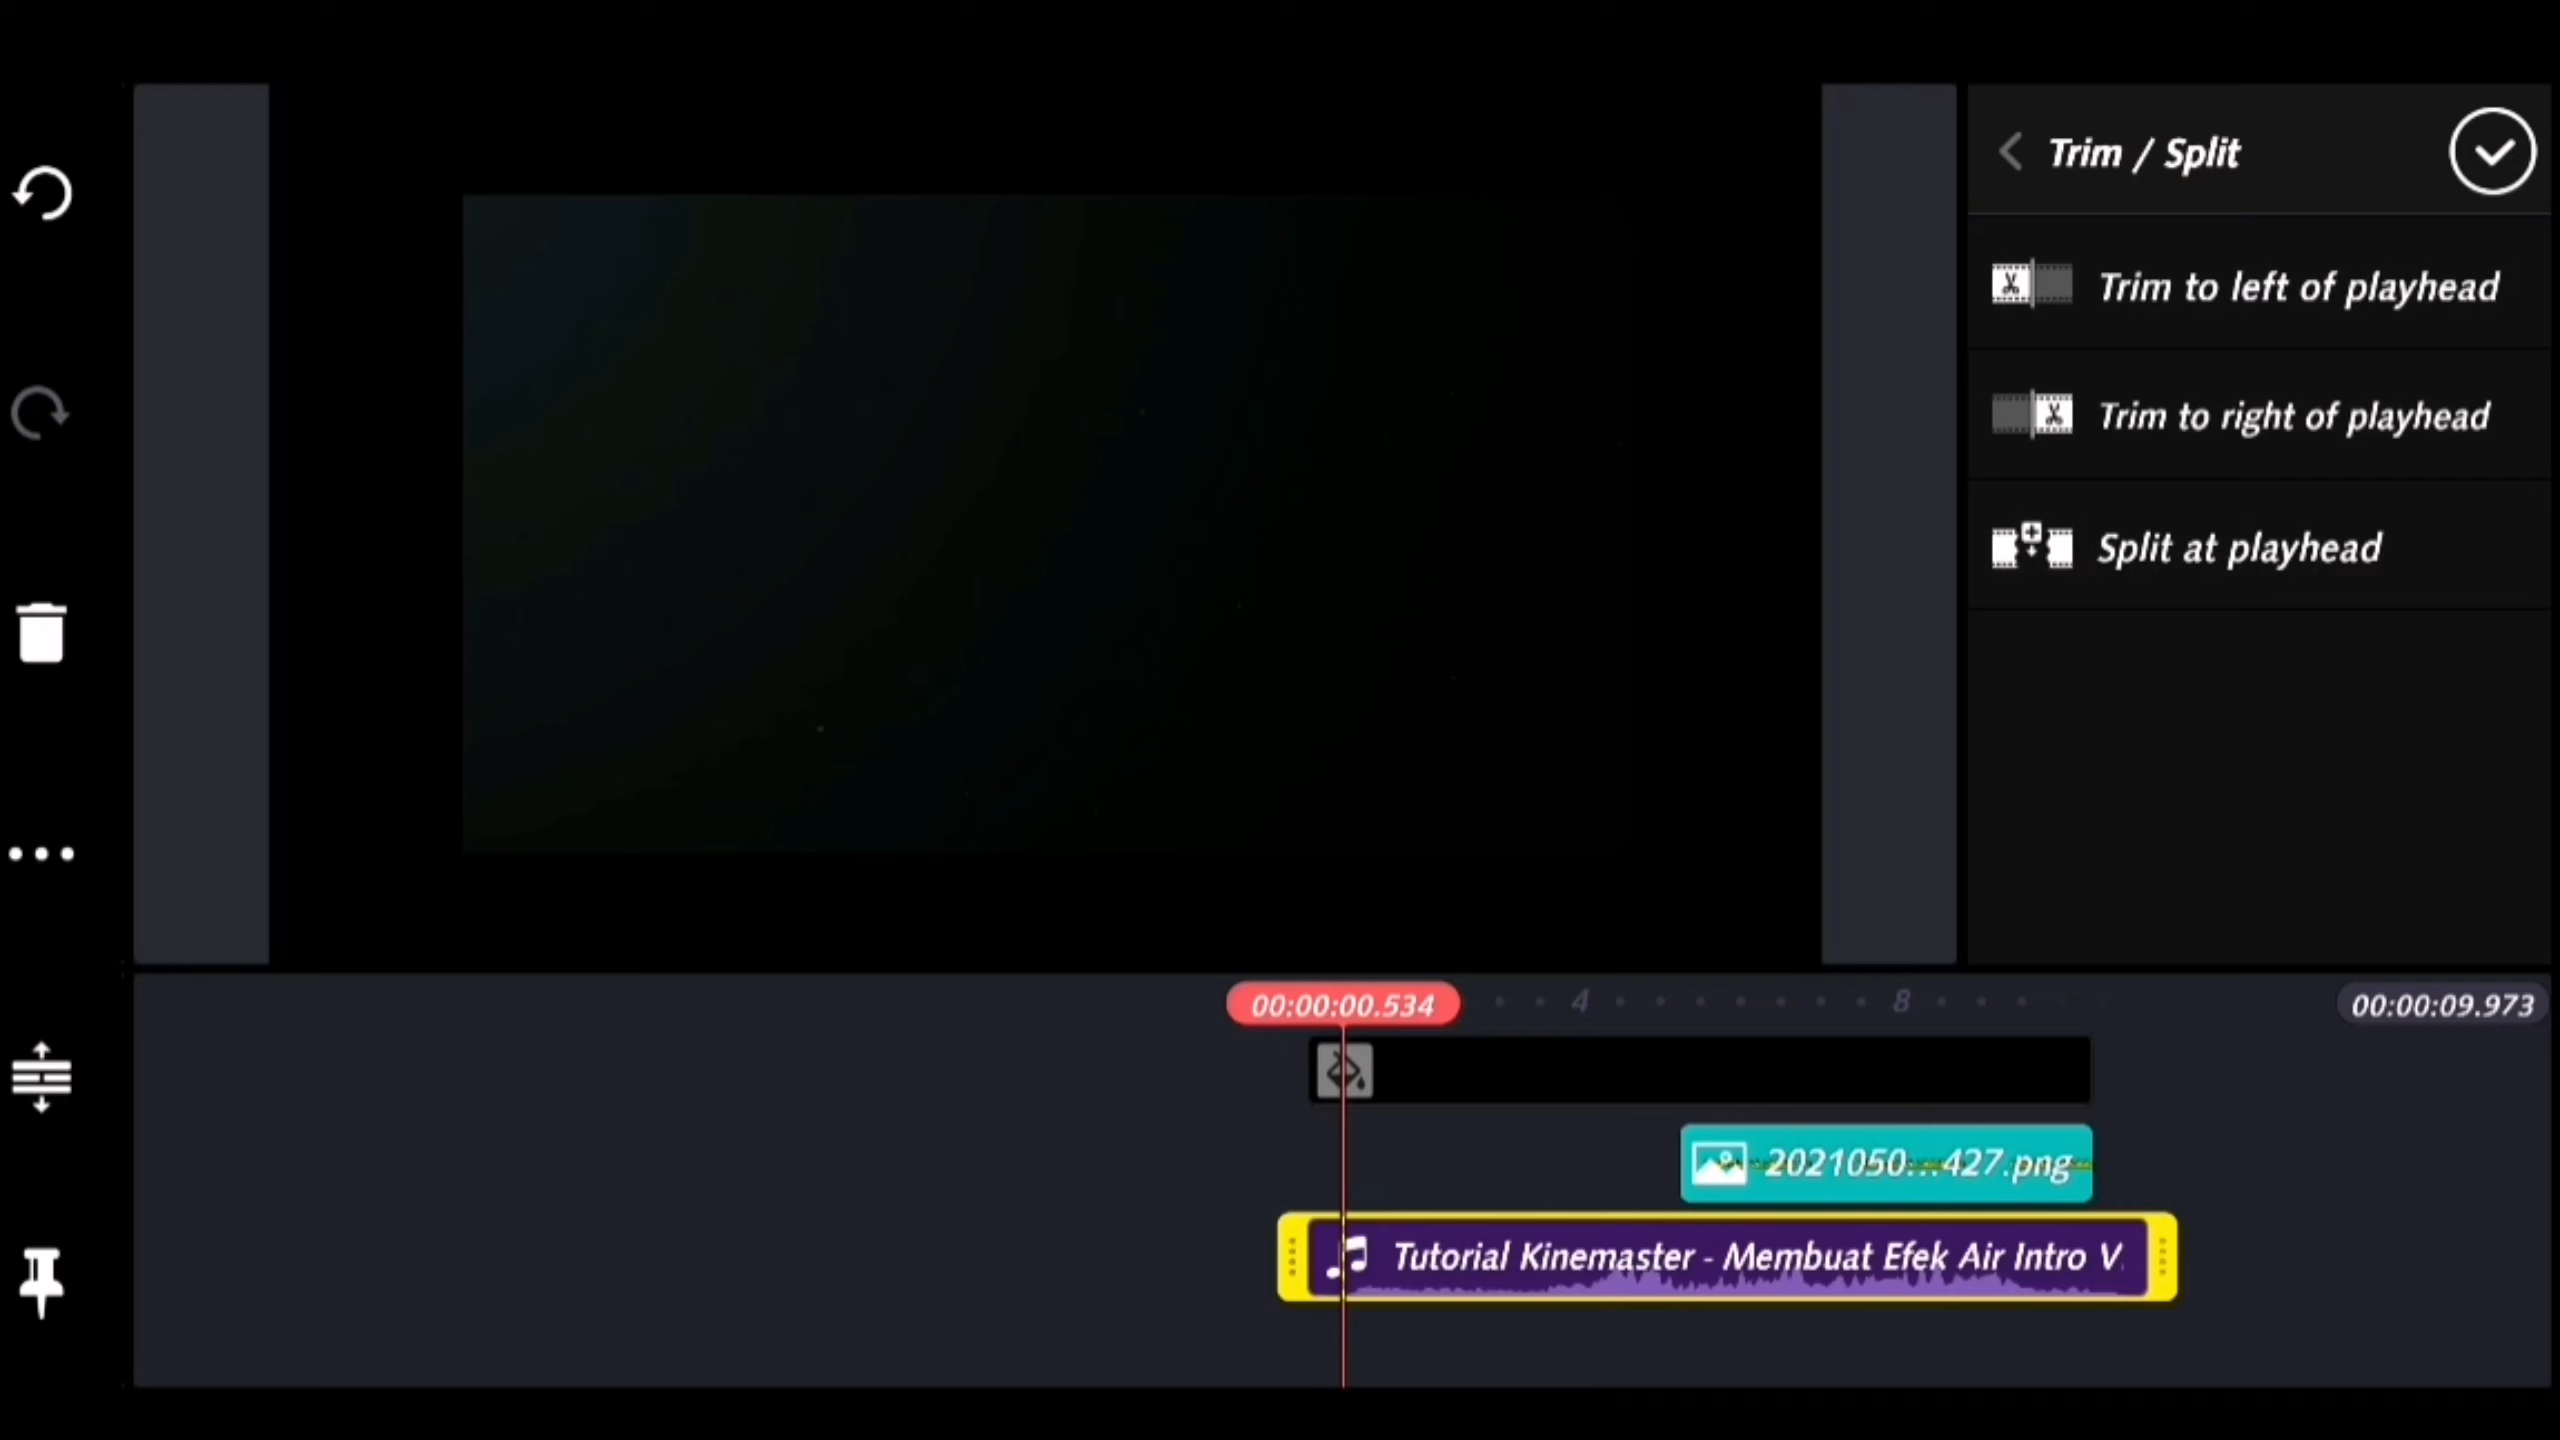 Trim / Split
Trim to left of playhead
Trim to right of playhead
Split at playhead
00:00:00.534
4
8
00:00:09.973
2021050...427.png
Tutorial Kinemaster - Membuat Efek Air Intro V